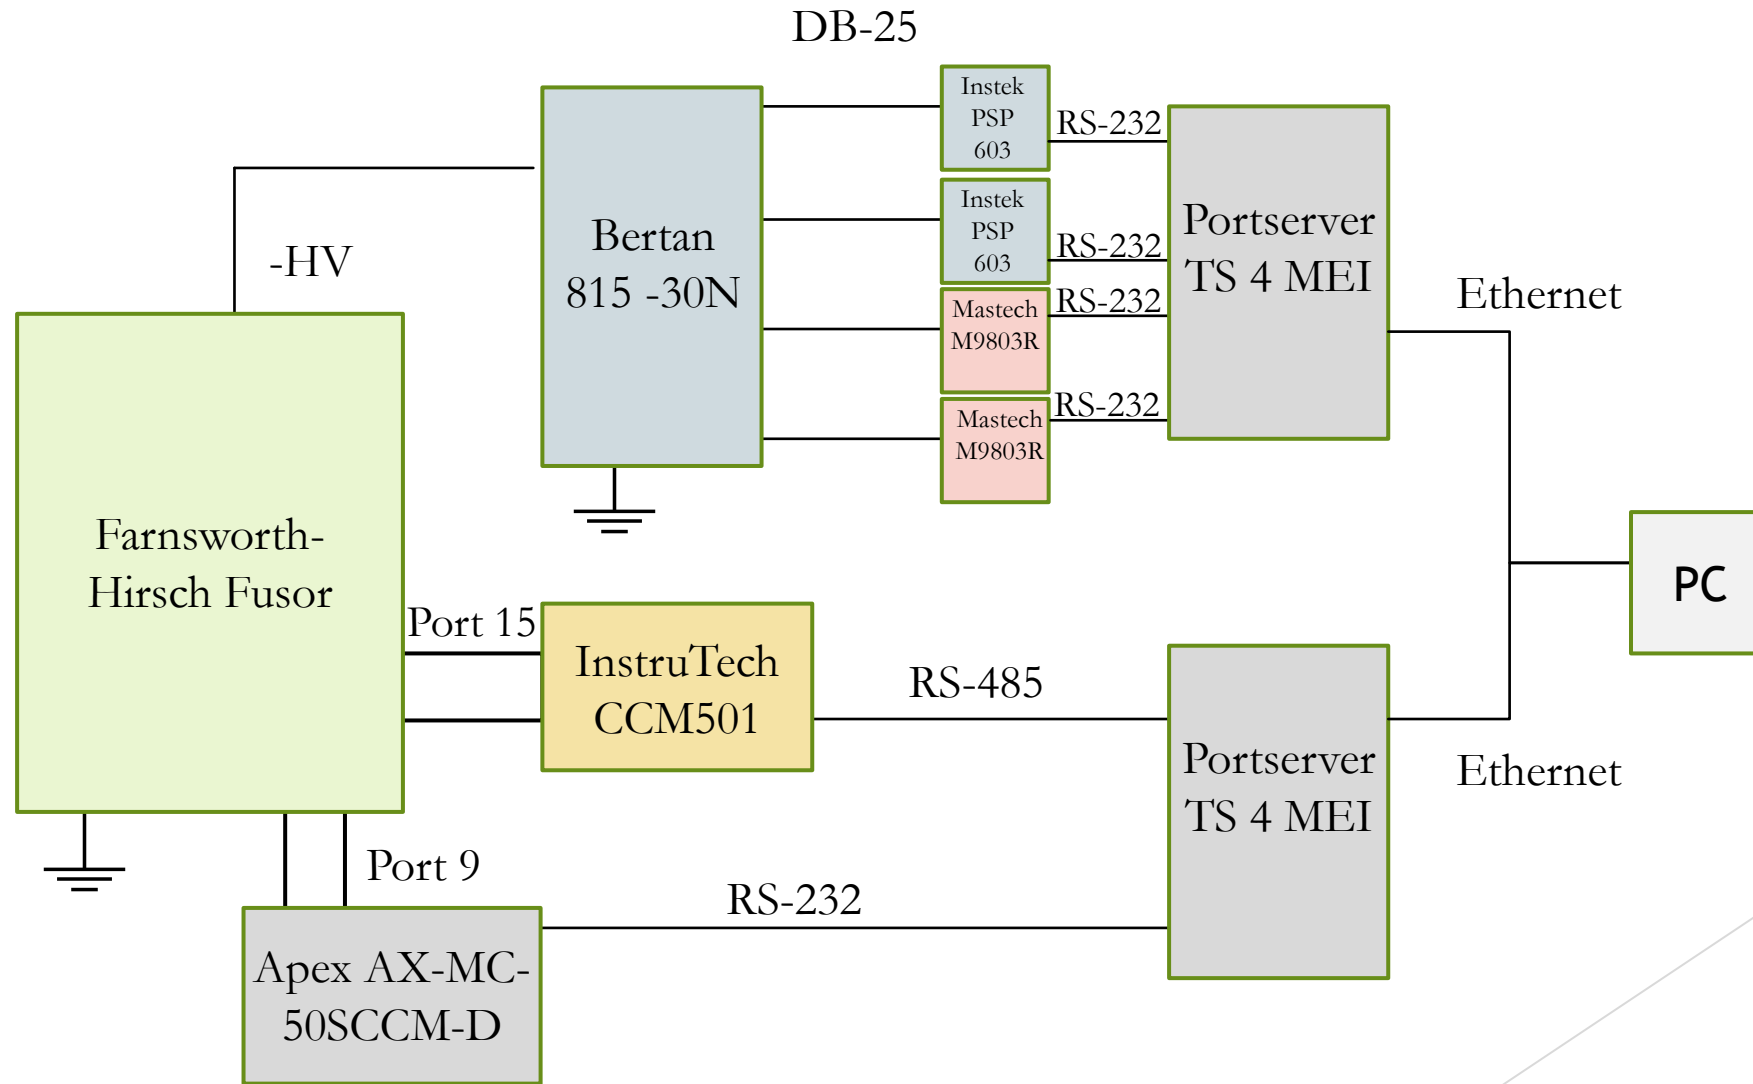 DB-25
Instek
PSP
603
RS-232
Instek
PSP
603
RS-232
Mastech
M9803R
RS-232
Mastech
M9803R
RS-232
Bertan
815 -30N
Portserver
TS 4 MEI
-HV
Ethernet
Farnsworth-
Hirsch Fusor
PC
Port 15
InstruTech
CCM501
RS-485
Portserver
TS 4 MEI
Ethernet
Port 9
RS-232
Apex AX-MC-
50SCCM-D